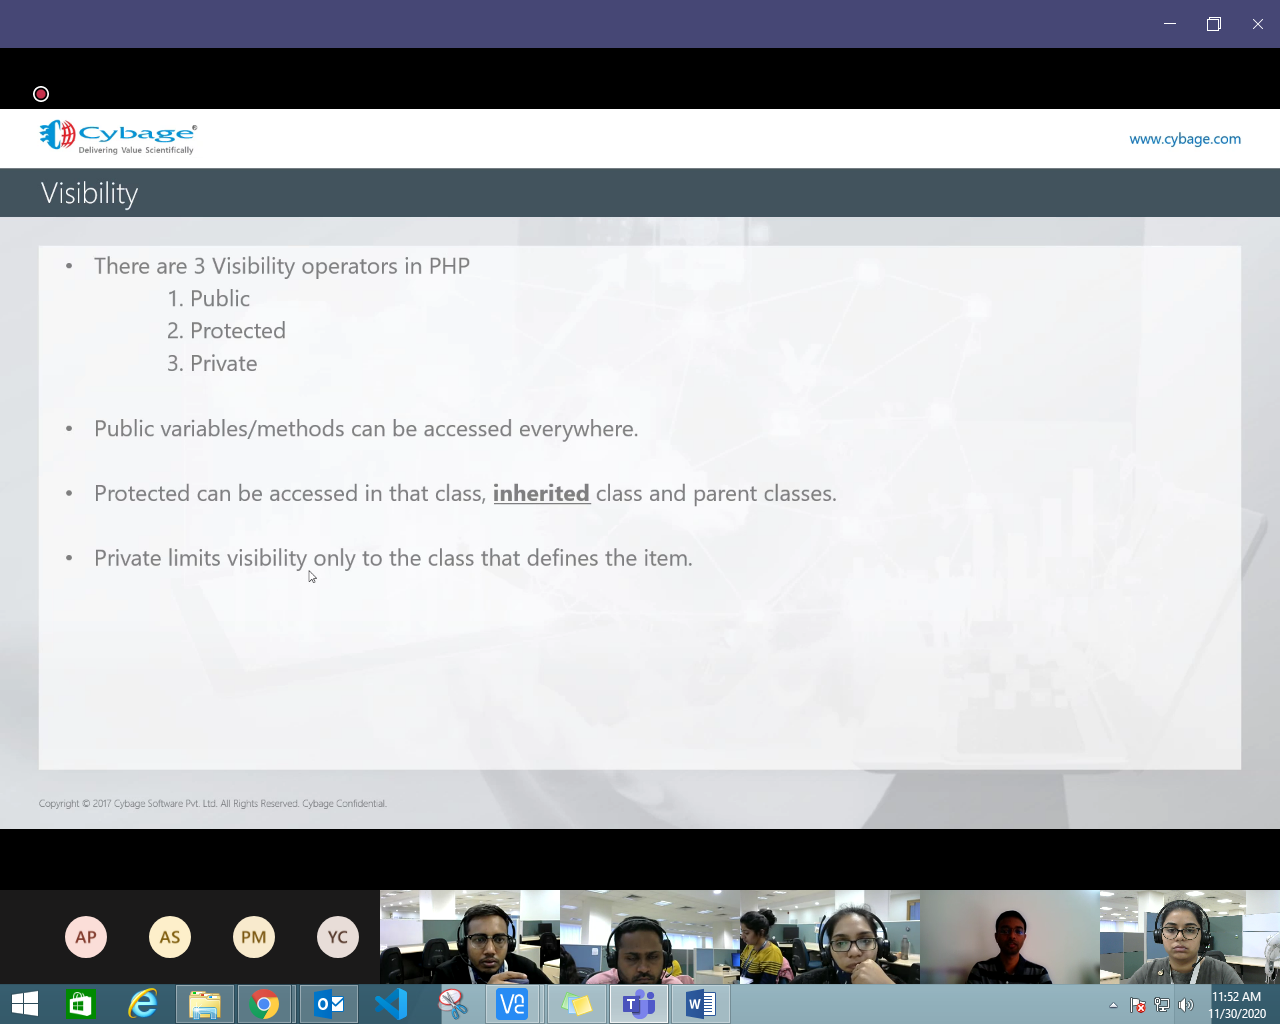 Cybage®
Delivering Value Scientifically
www.cybage.com
Visibility
• There are 3 Visibility operators in PHP
1. Public
2. Protected
3. Private
• Public variables/methods can be accessed everywhere.
• Protected can be accessed in that class, inherited class and parent classes.
• Private limits visibility only to the class that defines the item.
Copyright © 2017 Cybage Software Pvt. Ltd. All Rights Reserved. Cybage Confidential.
AP AS PM YC
11:52 AM
11/30/2020